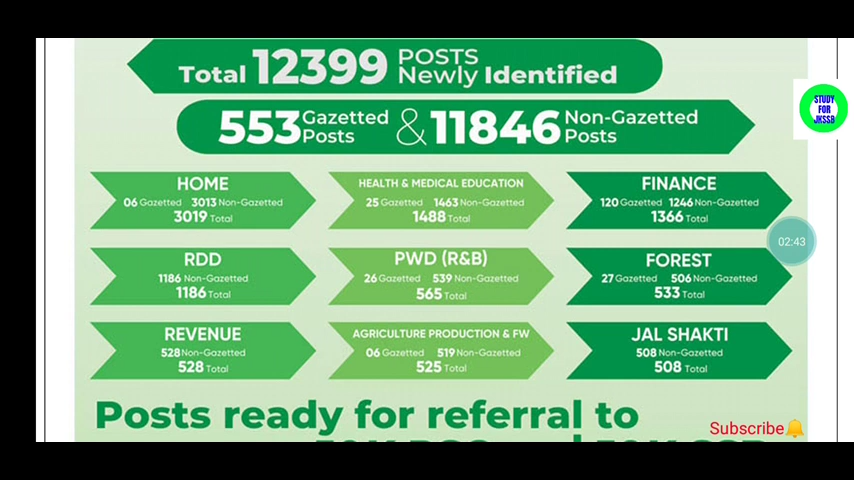 Total 12399 POSTS Newly Identified
553 Gazetted Posts & 11846 Non-Gazetted Posts
STUDY FOR JKSSB
HOME
06 Gazetted 3013 Non-Gazetted
3019 Total
HEALTH & MEDICAL EDUCATION
25 Gazetted 1463 Non-Gazetted
1488 Total
FINANCE
120 Gazetted 1246 Non-Gazetted
1366 Total
02:43
RDD
1186 Non-Gazetted
1186 Total
PWD (R&B)
26 Gazetted 539 Non-Gazetted
565 Total
FOREST
27 Gazetted 506 Non-Gazetted
533 Total
REVENUE
528 Non-Gazetted
528 Total
AGRICULTURE PRODUCTION & FW
06 Gazetted 519 Non-Gazetted
525 Total
JAL SHAKTI
508 Non-Gazetted
508 Total
Posts ready for referral to
Subscribe